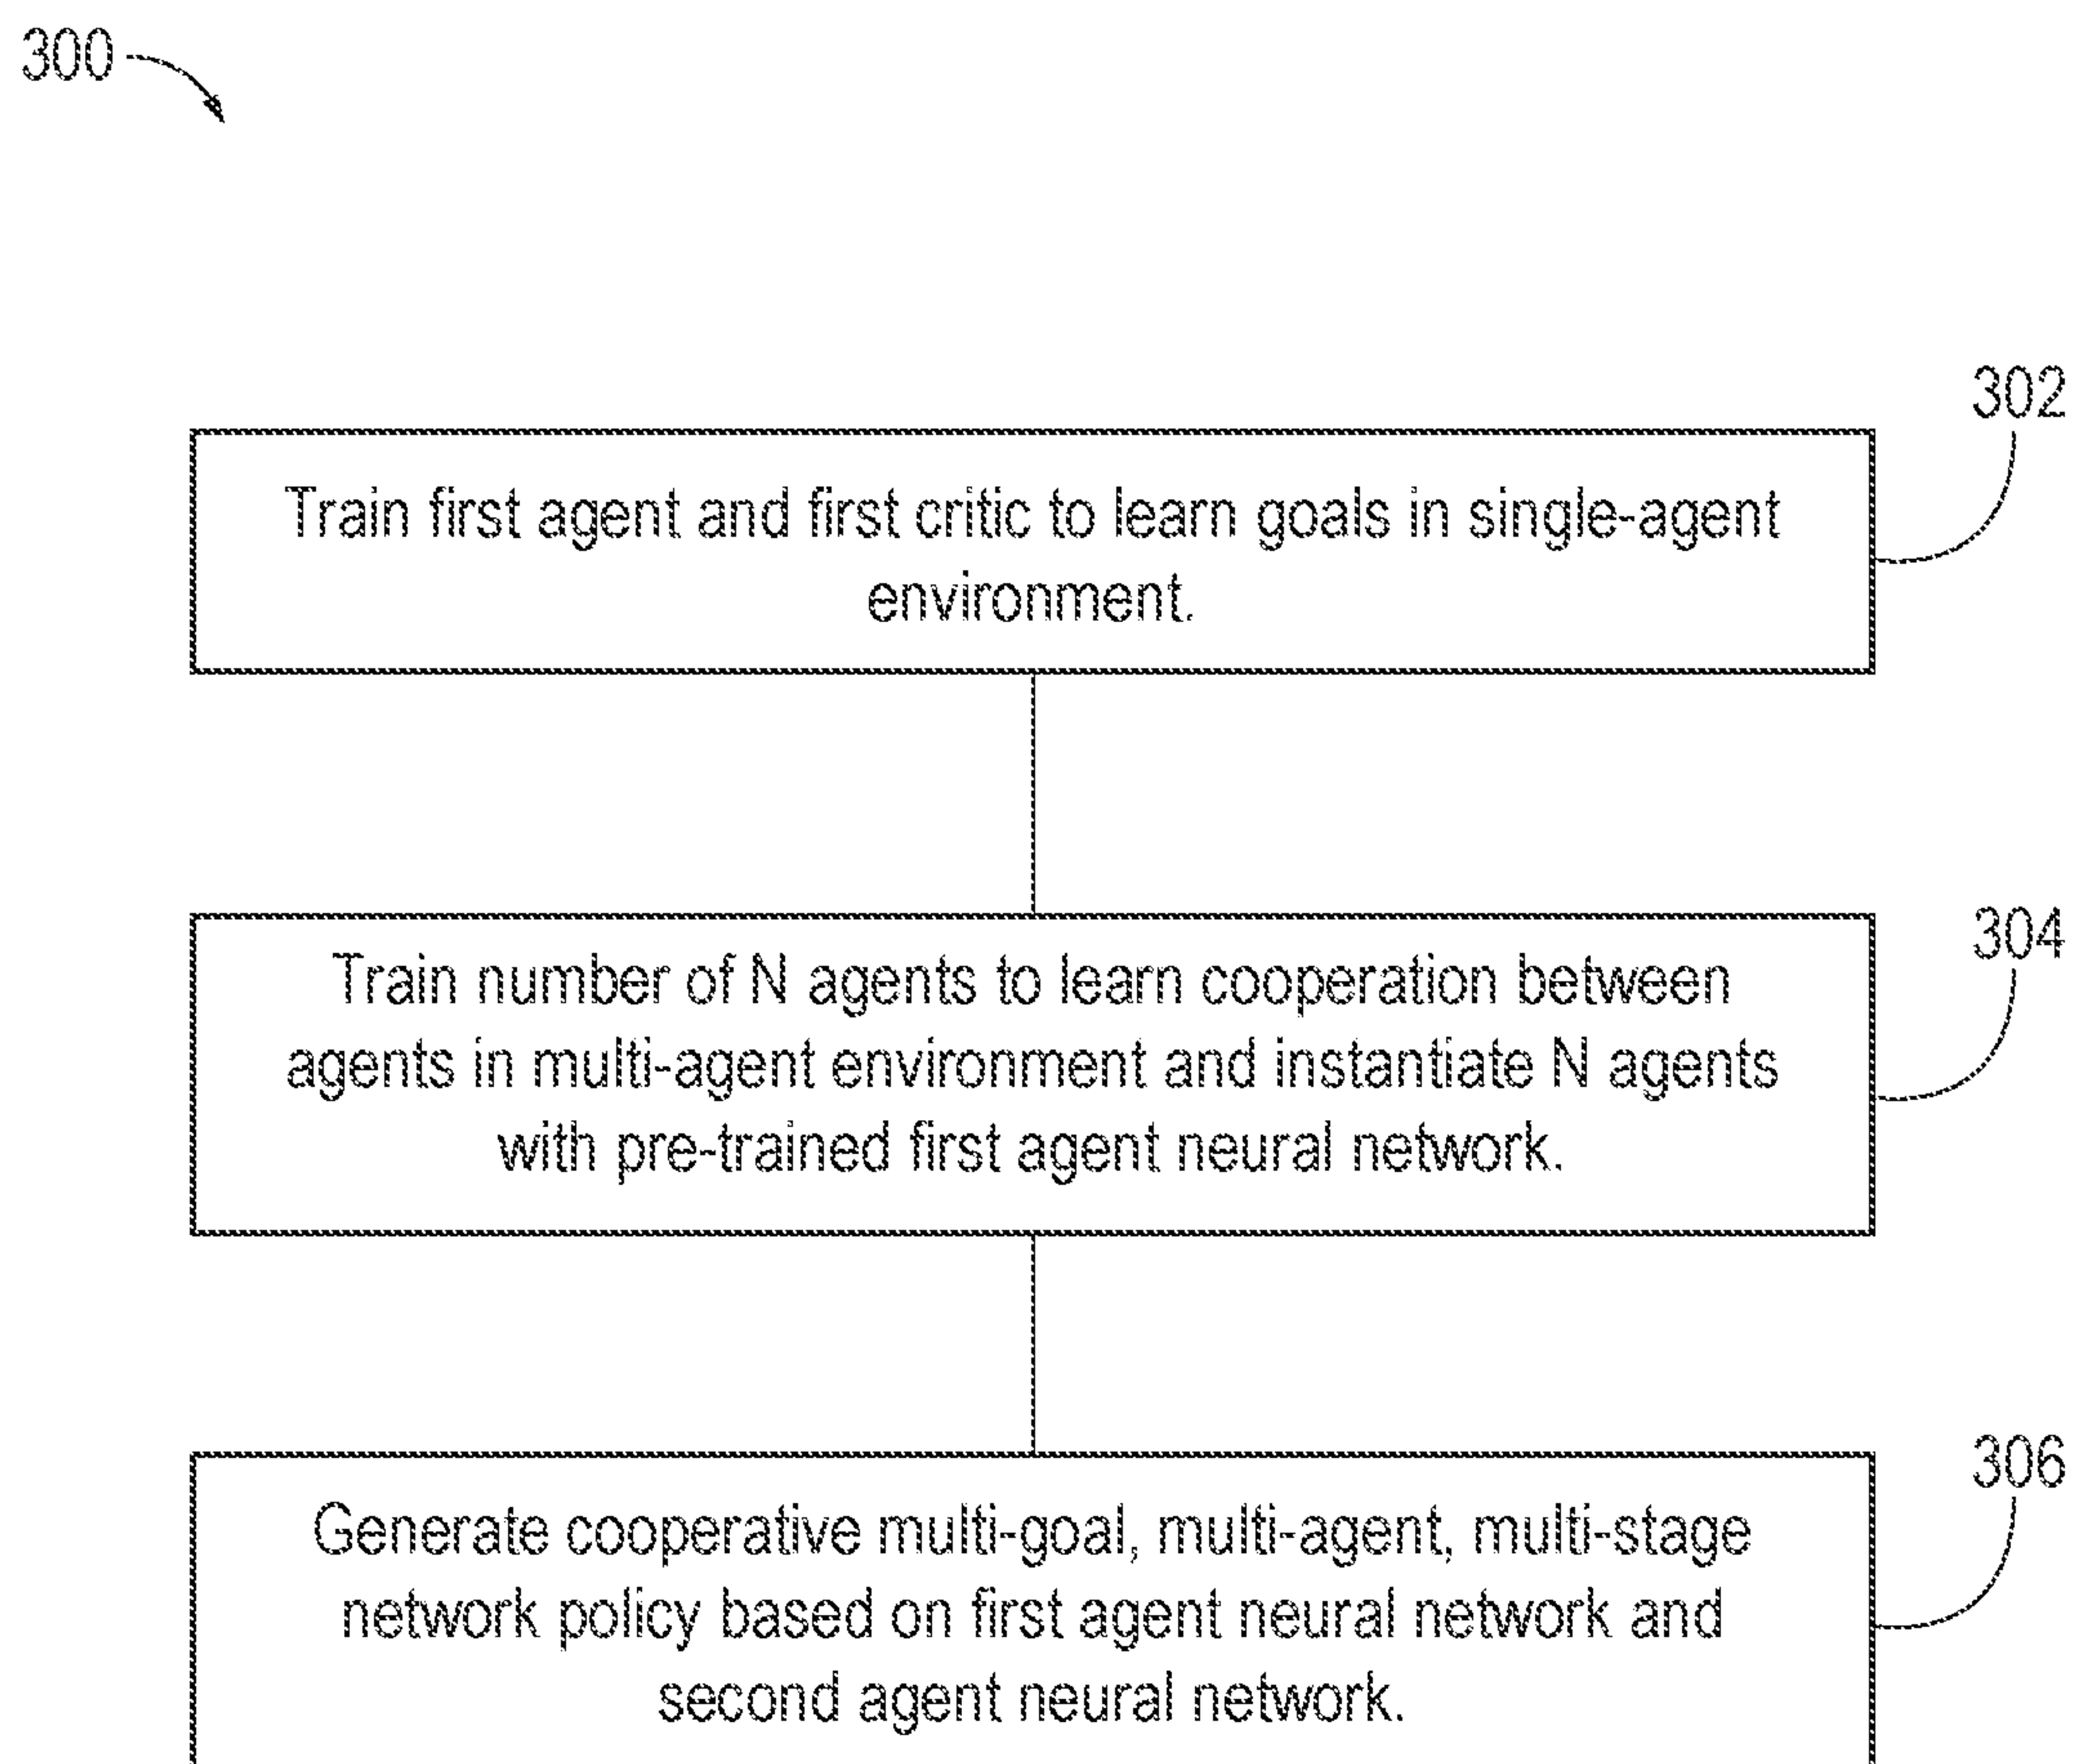 300
302
Train first agent and first critic to learn goals in single-agent
environment.
304
Train number of N agents to learn cooperation between
agents in multi-agent environment and instantiate N agents
with pre-trained first agent neural network.
306
Generate cooperative multi-goal, multi-agent, multi-stage
network policy based on first agent neural network and
second agent neural network.